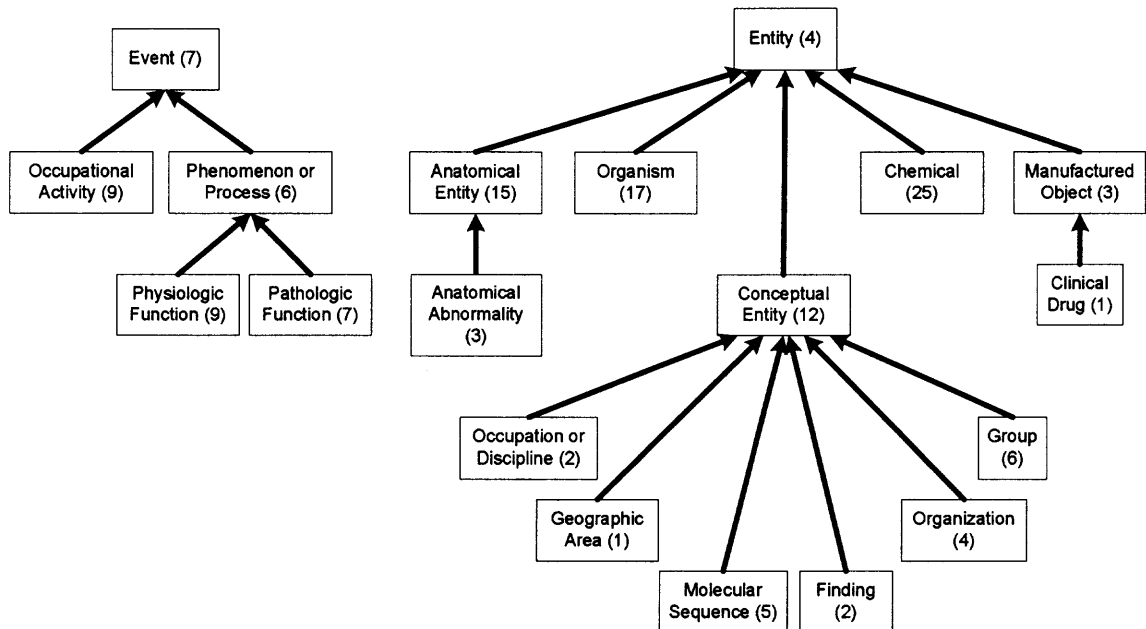 Event (7)
Occupational
Activity (9)
Phenomenon or
Process (6)
Physiologic
Function (9)
Pathologic
Function (7)
Entity (4)
Anatomical
Entity (15)
Organism
(17)
Chemical
(25)
Manufactured
Object (3)
Anatomical
Abnormality
(3)
Conceptual
Entity (12)
Clinical
Drug (1)
Occupation or
Discipline (2)
Group
(6)
Geographic
Area (1)
Organization
(4)
Molecular
Sequence (5)
Finding
(2)